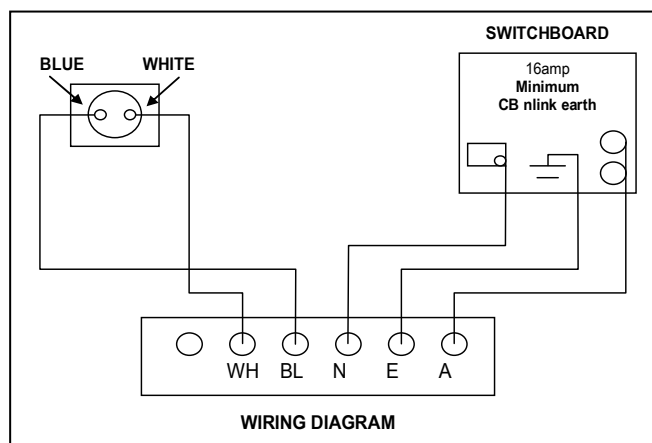 SWITCHBOARD
BLUE WHITE
16amp
Minimum
CB nlink earth
WH BL N E A
WIRING DIAGRAM